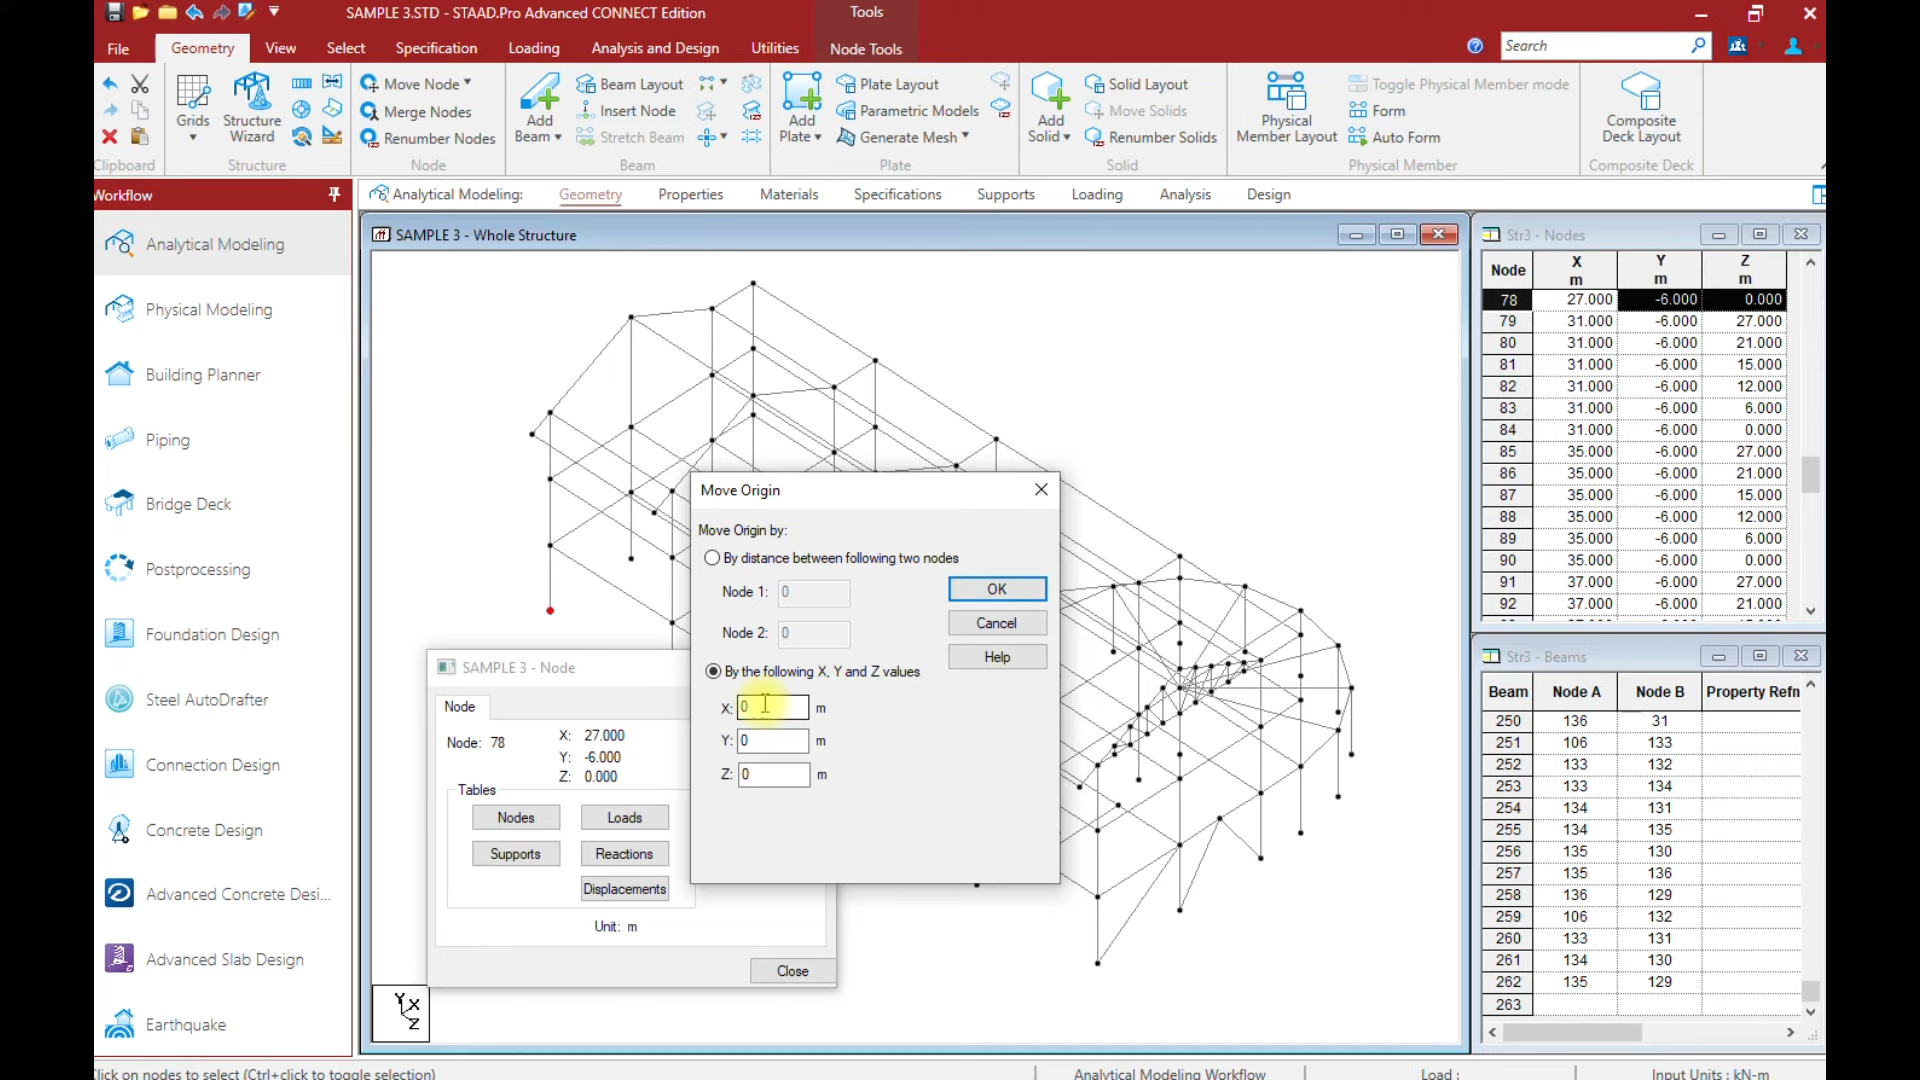 SAMPLE 3.STD - STAAD.Pro Advanced CONNECT Edition
Tools
File
Geometry
View
Select
Specification
Loading
Analysis and Design
Utilities
Node Tools
Search
Grids
Structure Wizard
Move Node
Merge Nodes
Renumber Nodes
Add Beam
Beam Layout
Insert Node
Stretch Beam
Add Plate
Plate Layout
Parametric Models
Generate Mesh
Add Solid
Solid Layout
Move Solids
Renumber Solids
Physical Member Layout
Toggle Physical Member mode
Form
Auto Form
Composite Deck Layout
Clipboard
Structure
Node
Beam
Plate
Solid
Physical Member
Composite Deck
Workflow
Analytical Modeling:
Geometry
Properties
Materials
Specifications
Supports
Loading
Analysis
Design
Analytical Modeling
Physical Modeling
Building Planner
Piping
Bridge Deck
Postprocessing
Foundation Design
Steel AutoDrafter
Connection Design
Concrete Design
Advanced Concrete Desi...
Advanced Slab Design
Earthquake
SAMPLE 3 - Whole Structure
Y X
Z
SAMPLE 3 - Node
Node
Node: 78
X: 27.000
Y: -6.000
Z: 0.000
Tables
Nodes
Loads
Supports
Reactions
Displacements
Unit: m
Close
Move Origin
Move Origin by:
By distance between following two nodes
Node 1: 0
Node 2: 0
OK
Cancel
Help
By the following X, Y and Z values
X: 0 m
Y: 0 m
Z: 0 m
Str3 - Nodes
Node X m Y m Z m
78 27.000 -6.000 0.000
79 31.000 -6.000 27.000
80 31.000 -6.000 21.000
81 31.000 -6.000 15.000
82 31.000 -6.000 12.000
83 31.000 -6.000 6.000
84 31.000 -6.000 0.000
85 35.000 -6.000 27.000
86 35.000 -6.000 21.000
87 35.000 -6.000 15.000
88 35.000 -6.000 12.000
89 35.000 -6.000 6.000
90 35.000 -6.000 0.000
91 37.000 -6.000 27.000
92 37.000 -6.000 21.000
Str3 - Beams
Beam Node A Node B Property Refn
250 136 31
251 106 133
252 133 132
253 133 134
254 134 131
255 134 135
256 135 130
257 135 136
258 136 129
259 106 132
260 133 131
261 134 130
262 135 129
263
Click on nodes to select (Ctrl+click to toggle selection)
Analytical Modeling Workflow
Load :
Input Units : kN-m